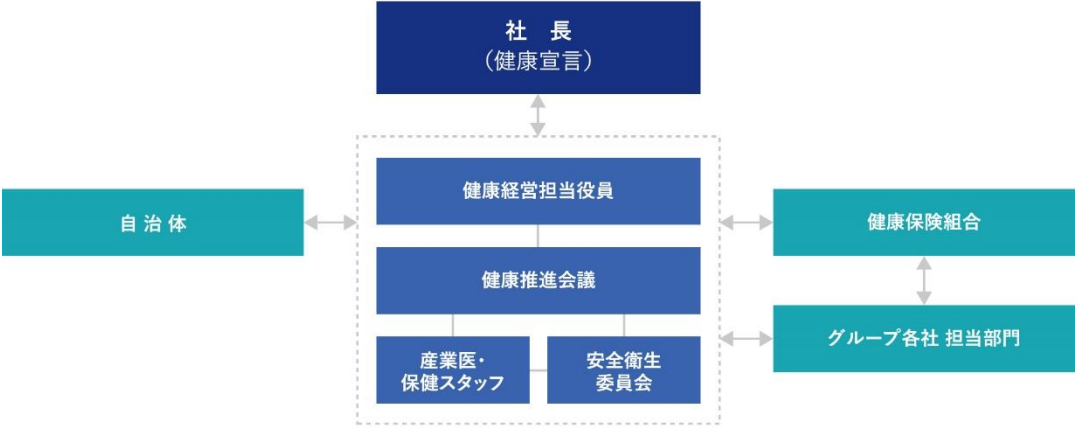 社 長
(健康宣言)
健康経営担当役員
自治体
健康保険組合
健康推進会議
グループ各社 担当部門
産業医・
保健スタッフ
安全衛生
委員会